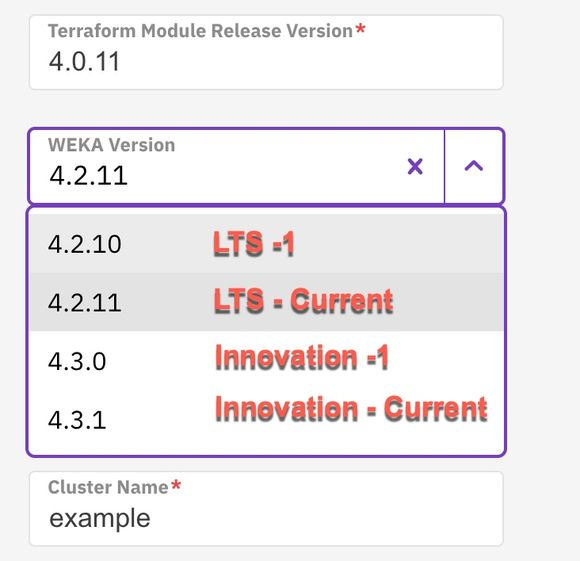 Terraform Module Release Version*
4.0.11
WEKA Version
4.2.11
4.2.10 LTS -1
4.2.11 LTS - Current
4.3.0 Innovation -1
4.3.1 Innovation - Current
Cluster Name*
example